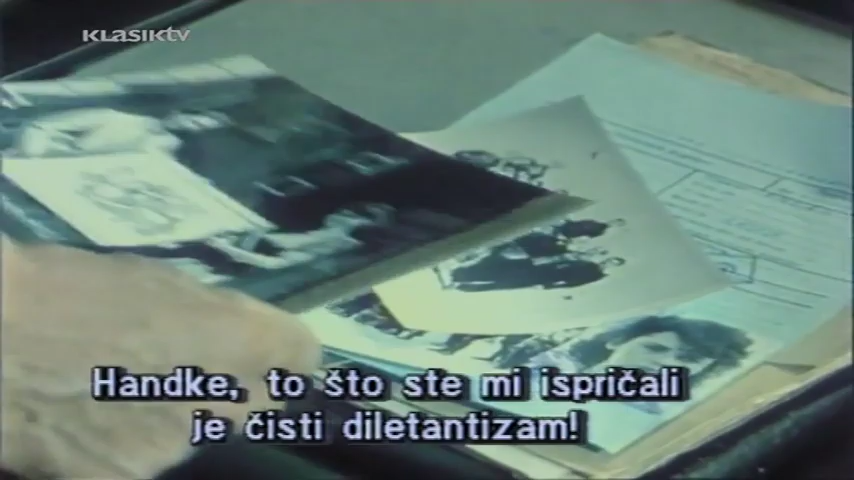 KLASIKtv
Handke, to što ste mi ispričali
je čisti diletantizam!